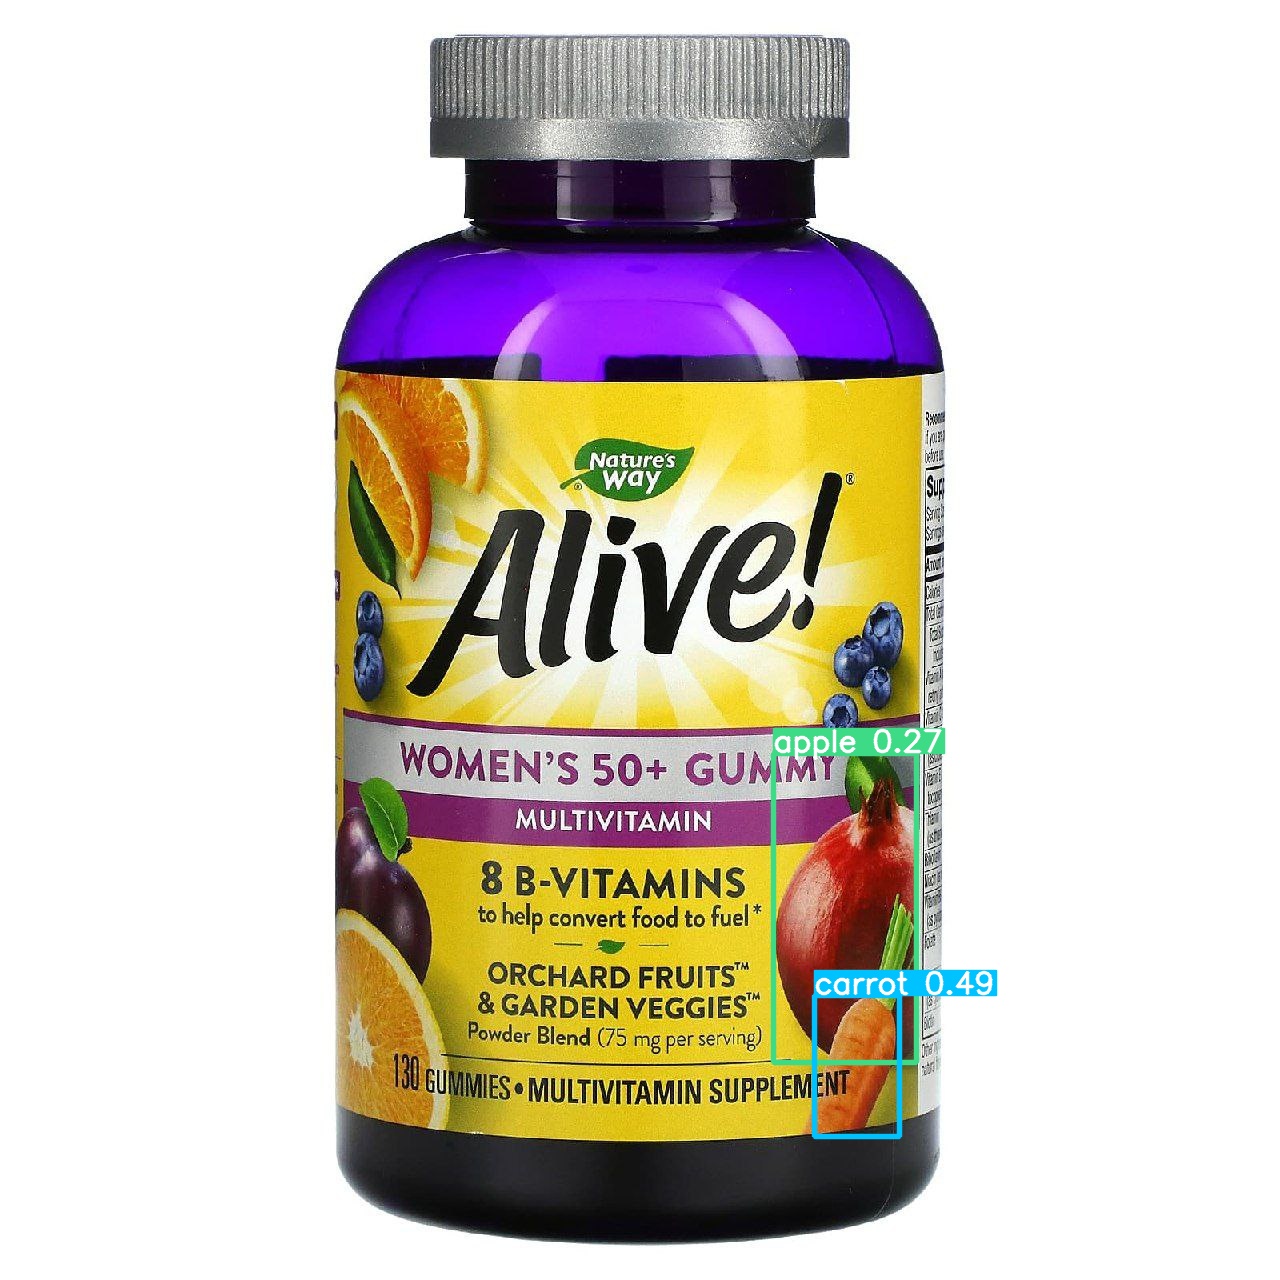 Nature's
Way
®
Alive!®
apple 0.27
WOMEN'S 50+ GUMMY
MULTIVITAMIN
8 B-VITAMINS
to help convert food to fuel*
ORCHARD FRUITS™
& GARDEN VEGGIES™
Powder Blend (75 mg per serving)
carrot 0.49
130 GUMMIES • MULTIVITAMIN SUPPLEMENT